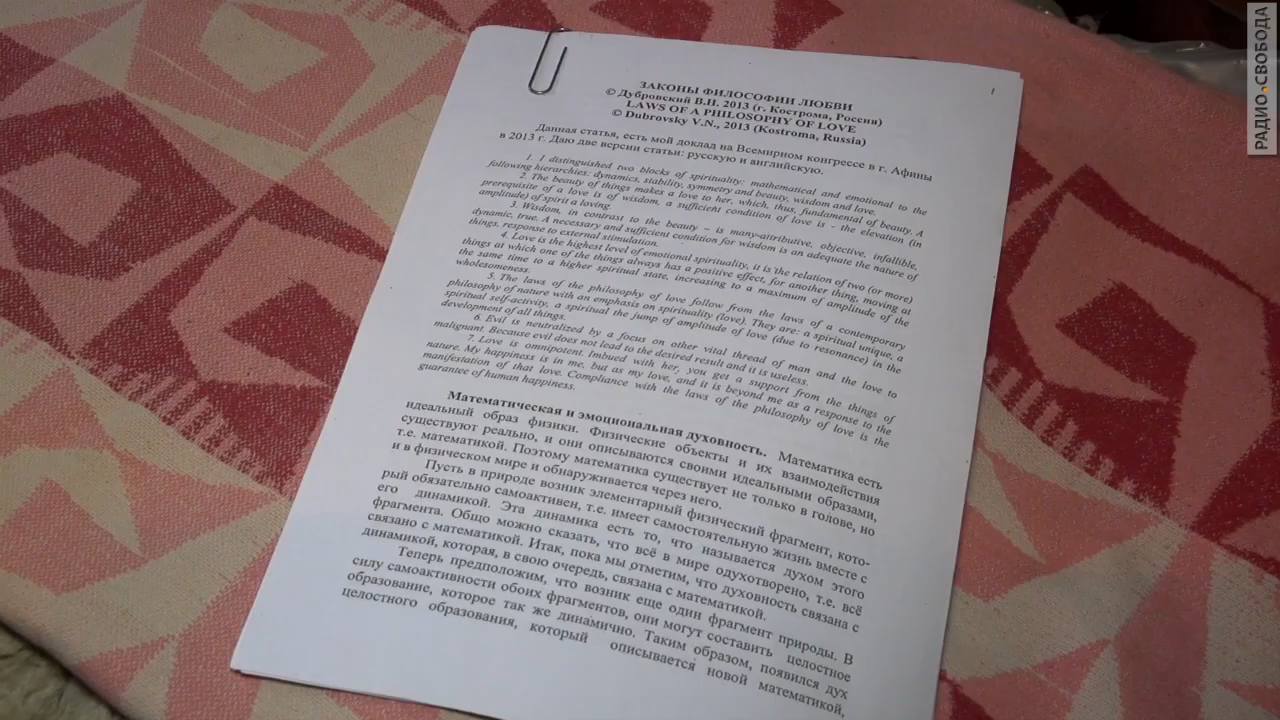 РАДИО СВОБОДА
1
ЗАКОНЫ ФИЛОСОФИИ ЛЮБВИ
© Дубровский В.Н. 2013 (г. Кострома, Россия)
LAWS OF A PHILOSOPHY OF LOVE
© Dubrovsky V.N., 2013 (Kostroma, Russia)
Данная статья, есть мой доклад на Всемирном конгрессе в г. Афины
в 2013 г. Даю две версии статьи: русскую и английскую.
1. I distinguished two blocks of spirituality: mathematical and emotional to the
following hierarchies: dynamics, stability, symmetry and beauty, wisdom and love.
2. The beauty of things makes a love to her, which, thus, fundamental of beauty. A
prerequisite of a love is of wisdom, a sufficient condition of love is - the elevation (in
amplitude) of spirit a loving.
3. Wisdom, in contrast to the beauty – is many-attributive, objective, infallible,
dynamic, true. A necessary and sufficient condition for wisdom is an adequate the nature of
things, response to external stimulation.
4. Love is the highest level of emotional spirituality, it is the relation of two (or more)
things at which one of the things always has a positive effect, for another thing, moving at
the same time to a higher spiritual state, increasing to a maximum of amplitude of the
wholesomeness.
5. The laws of the philosophy of love follow from the laws of a contemporary
philosophy of nature with an emphasis on spirituality (love). They are: a spiritual unique, a
spiritual self-activity, a spiritual the jump of amplitude of love (due to resonance) in the
development of all things.
6. Evil is neutralized by a focus on other vital thread of man and the love to
malignant. Because evil does not lead to the desired result and it is useless.
7. Love is omnipotent. Imbued with her, you get a support from the things of
nature. My happiness is in me, but as my love, and it is beyond me as a response to the
manifestation of that love. Compliance with the laws of the philosophy of love is the
guarantee of human happiness.
Математическая и эмоциональная духовность. Математика есть
идеальный образ физики. Физические объекты и их взаимодействия
существуют реально, и они описываются своими идеальными образами,
т.е. математикой. Поэтому математика существует не только в голове, но
и в физическом мире и обнаруживается через него.
Пусть в природе возник элементарный физический фрагмент, кото-
рый обязательно самоактивен, т.е. имеет самостоятельную жизнь вместе с
его динамикой. Эта динамика есть то, что называется духом этого
фрагмента. Общо можно сказать, что всё в мире одухотворено, т.е. всё
связано с математикой. Итак, пока мы отметим, что духовность связана с
динамикой, которая, в свою очередь, связана с математикой.
Теперь предположим, что возник еще один фрагмент природы. В
силу самоактивности обоих фрагментов, они могут составить целостное
образование, которое так же динамично. Таким образом, появился дух
целостного образования, который описывается новой математикой,